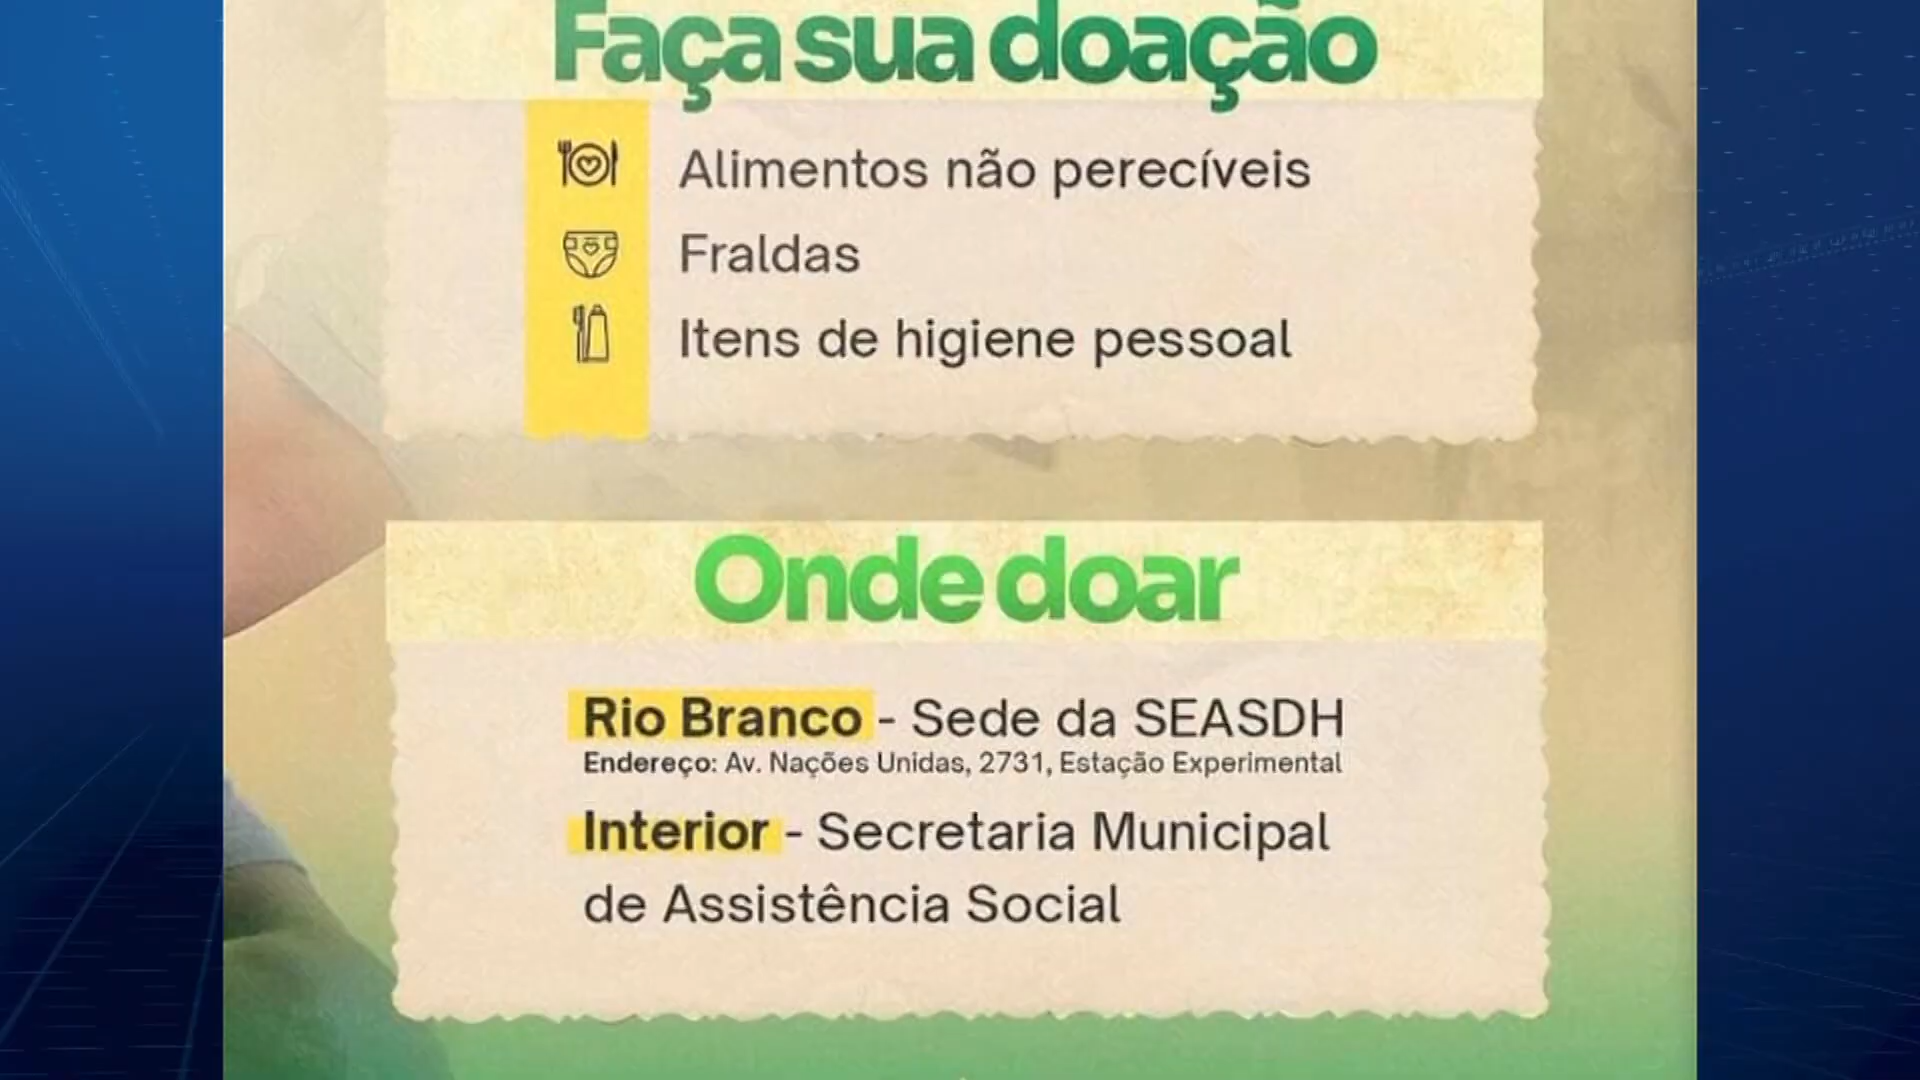 Faça sua doação
Alimentos não perecíveis
Fraldas
Itens de higiene pessoal
Onde doar
Rio Branco - Sede da SEASDH
Endereço: Av. Nações Unidas, 2731, Estação Experimental
Interior - Secretaria Municipal
de Assistência Social